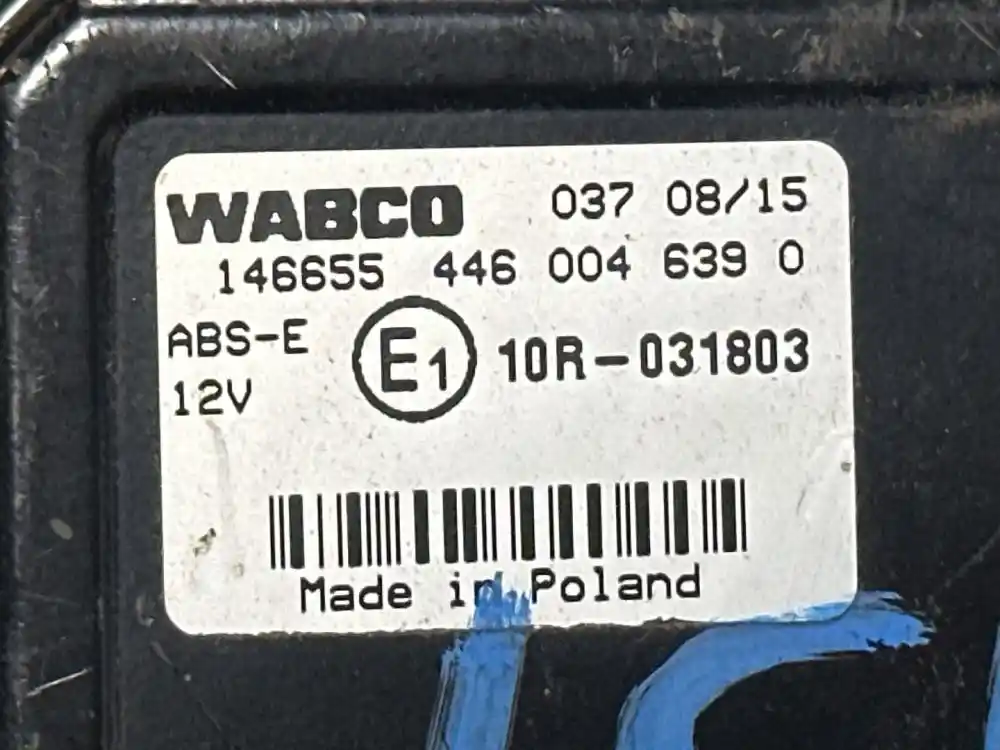 WABCO 037 08/15
146655 446 004 639 0
ABS-E
12V
E1 10R-031803
Made in Poland